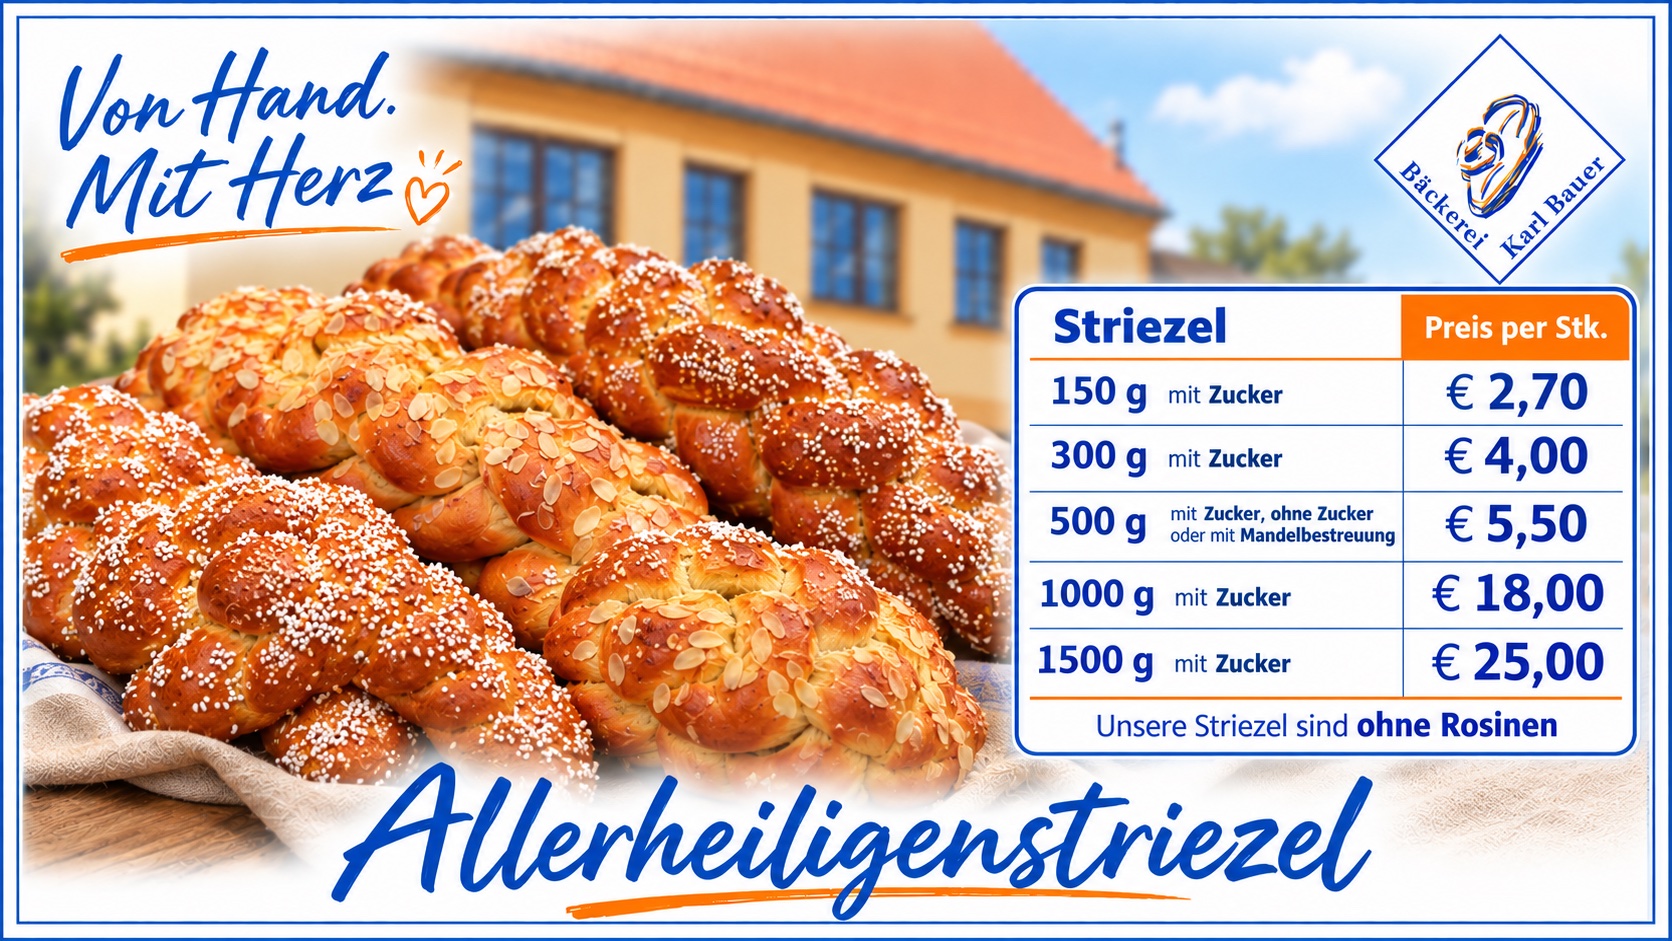 Von Hand.
Mit Herz
Bäckerei Karl Bauer
Striezel Preis per Stk.
150 g mit Zucker € 2,70
300 g mit Zucker € 4,00
500 g mit Zucker, ohne Zucker
oder mit Mandelbestreuung € 5,50
1000 g mit Zucker € 18,00
1500 g mit Zucker € 25,00
Unsere Striezel sind ohne Rosinen
Allerheiligenstriezel